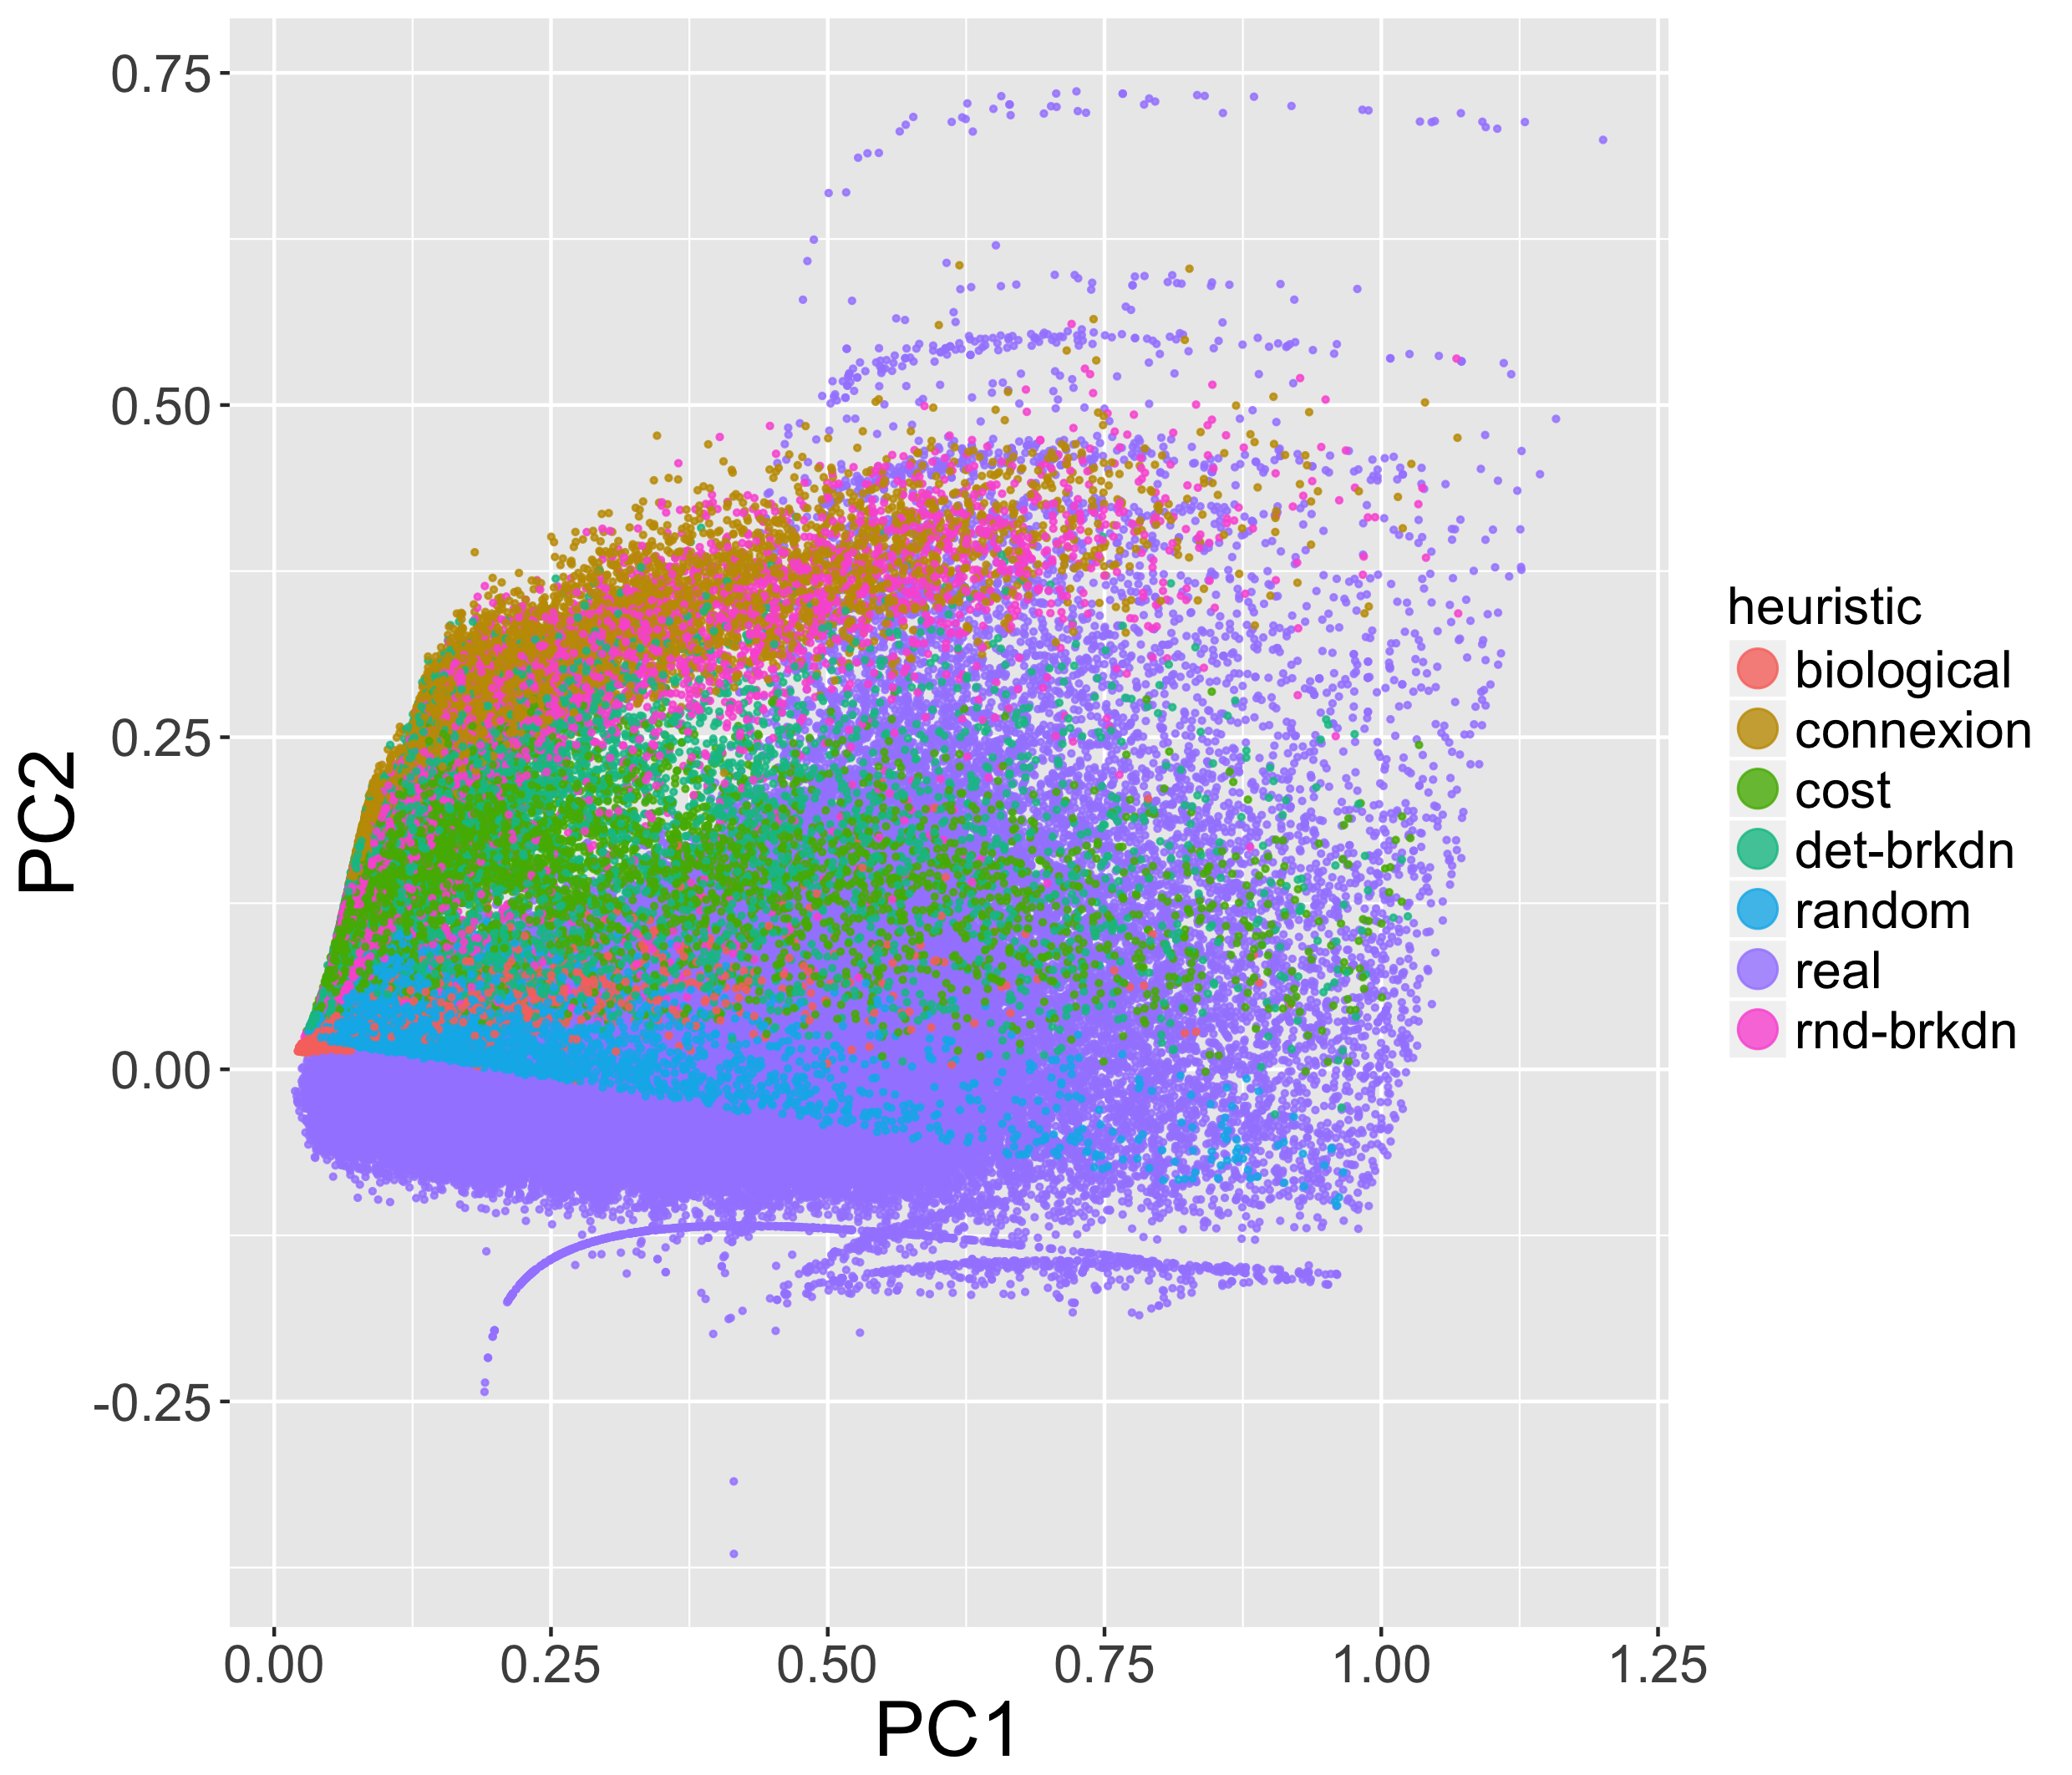 PC2
0.75
0.50
0.25
0.00
-0.25
0.00 0.25 0.50 0.75 1.00 1.25
PC1
heuristic
biological
connexion
cost
det-brkdn
random
real
rnd-brkdn